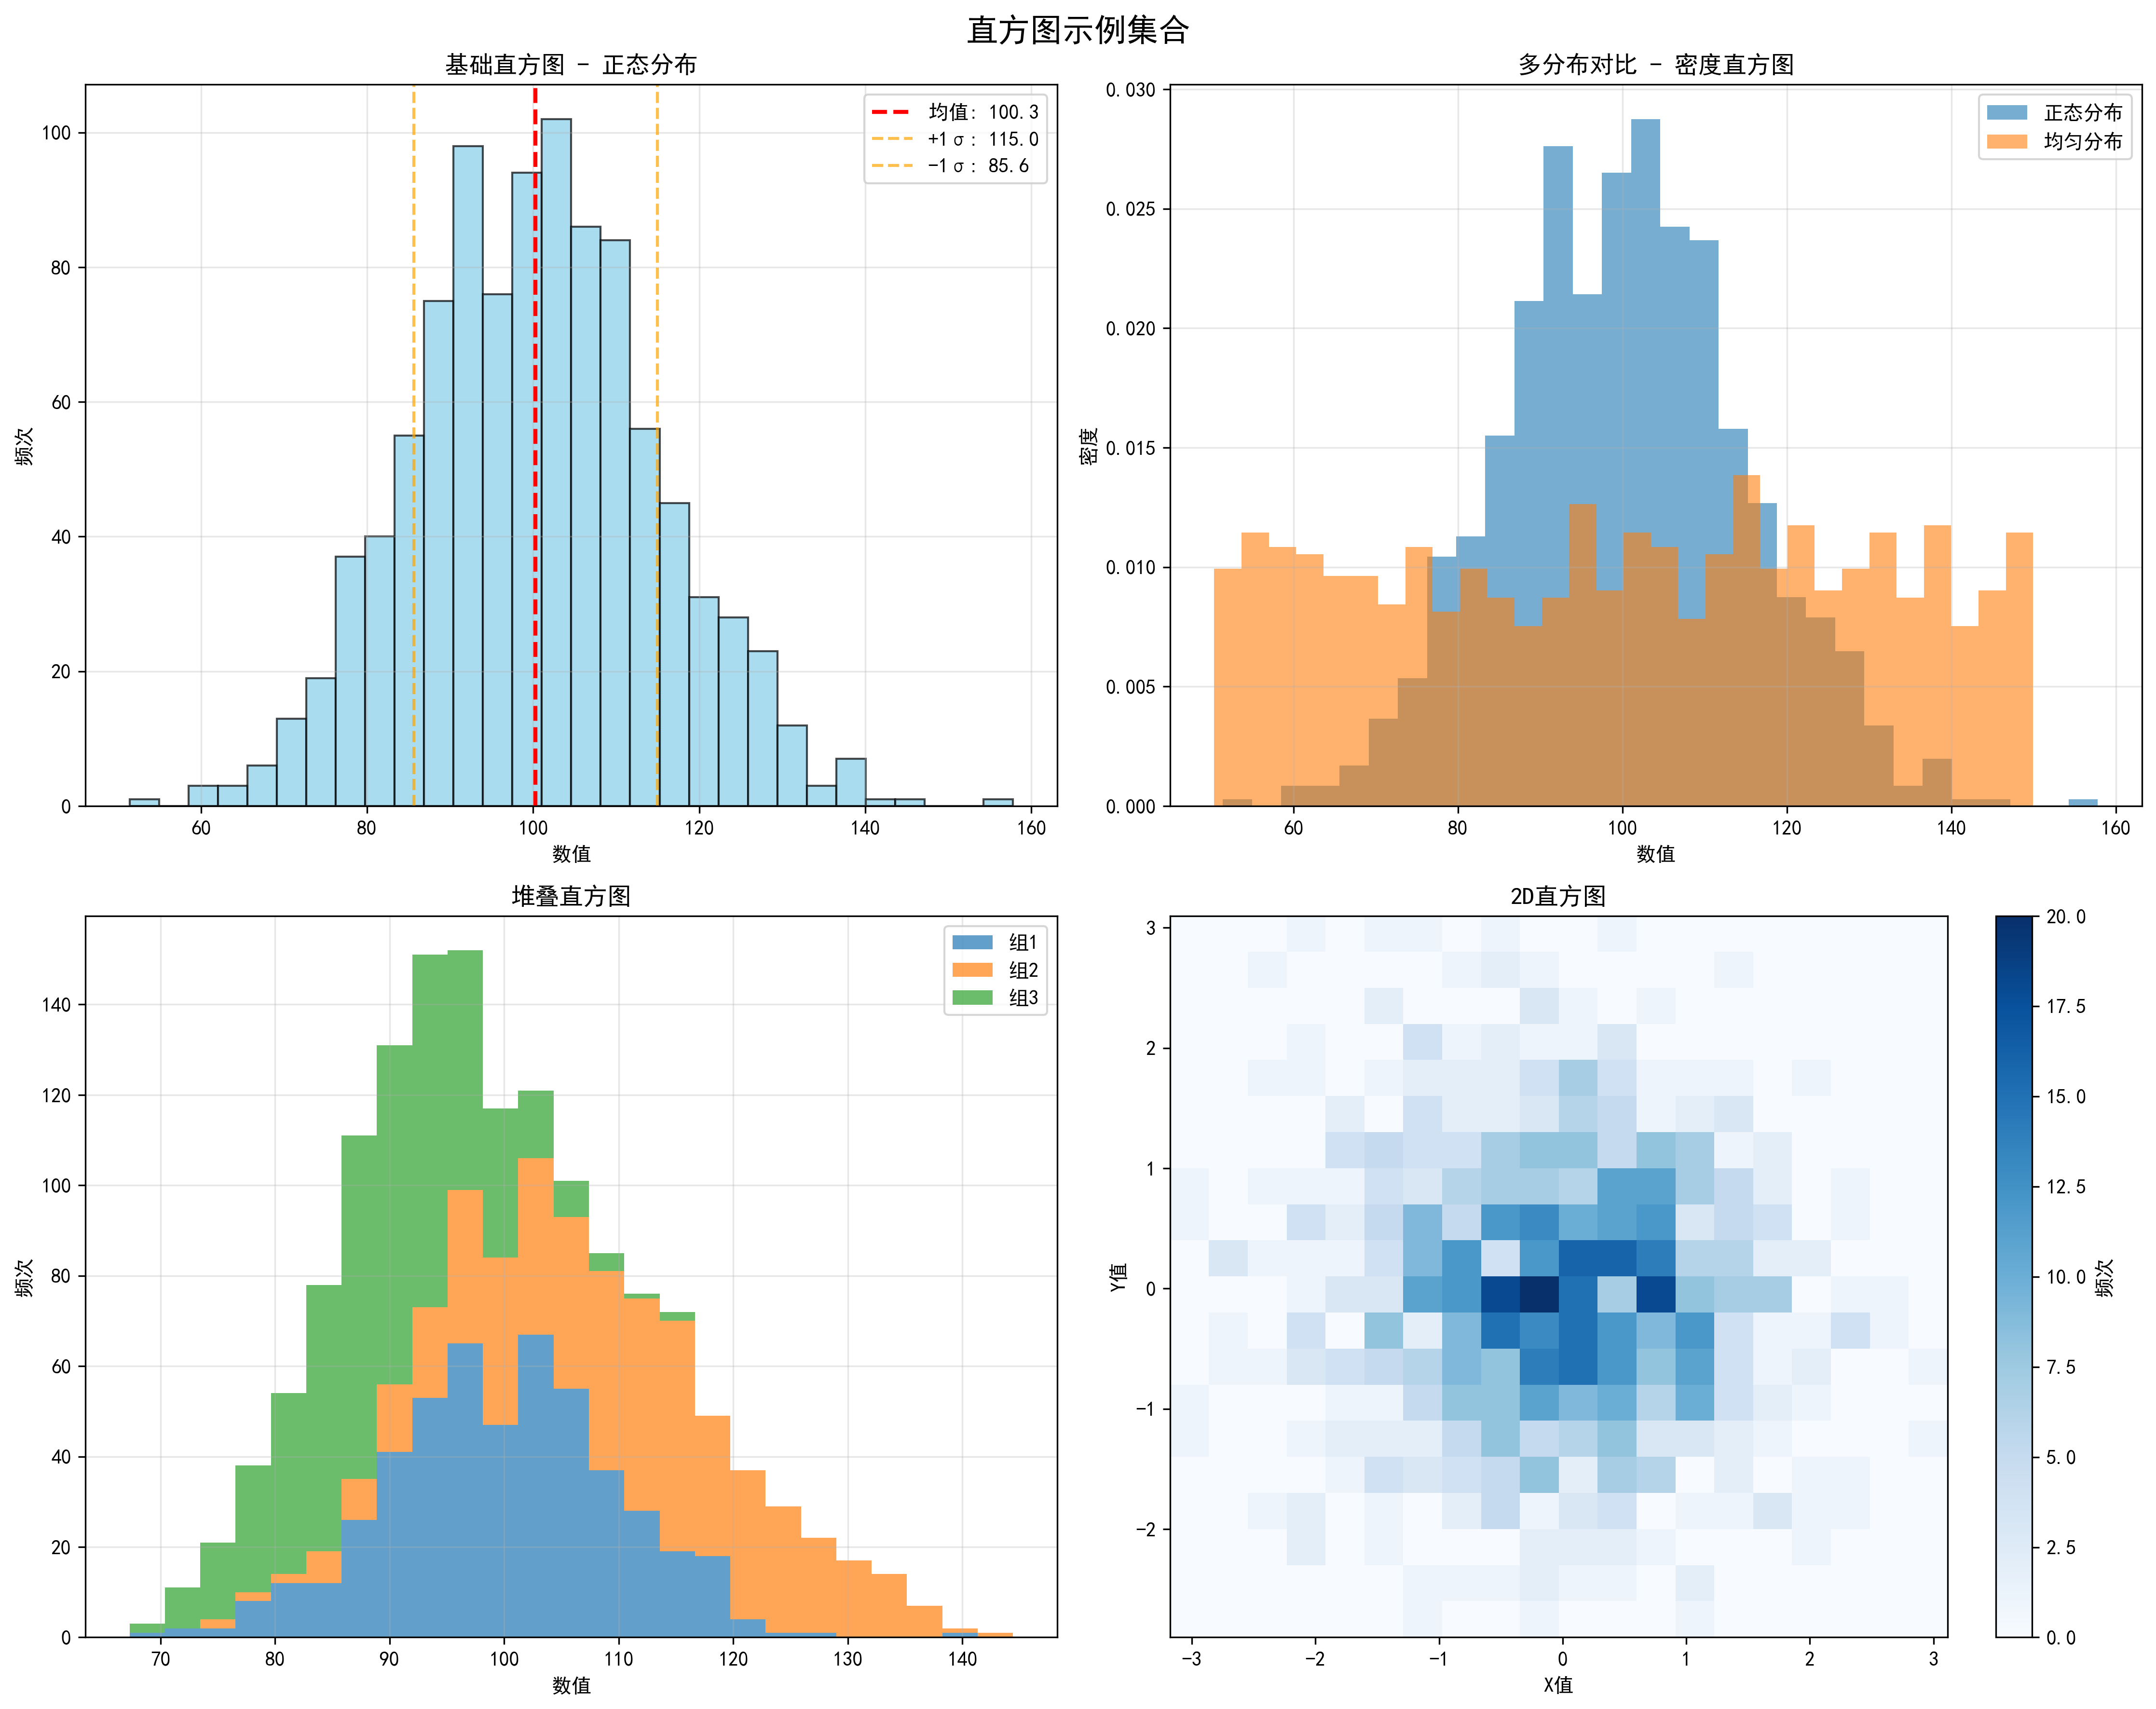 直方图示例集合
基础直方图 - 正态分布
均值: 100.3
+1σ: 115.0
-1σ: 85.6
频次
100
80
60
40
20
0
60 80 100 120 140 160
数值
多分布对比 - 密度直方图
正态分布
均匀分布
密度
0.030
0.025
0.020
0.015
0.010
0.005
0.000
60 80 100 120 140 160
数值
堆叠直方图
组1
组2
组3
频次
140
120
100
80
60
40
20
0
70 80 90 100 110 120 130 140
数值
2D直方图
Y值
3
2
1
0
-1
-2
-3 -2 -1 0 1 2 3
X值
20.0
17.5
15.0
12.5
10.0
7.5
5.0
2.5
0.0
频次